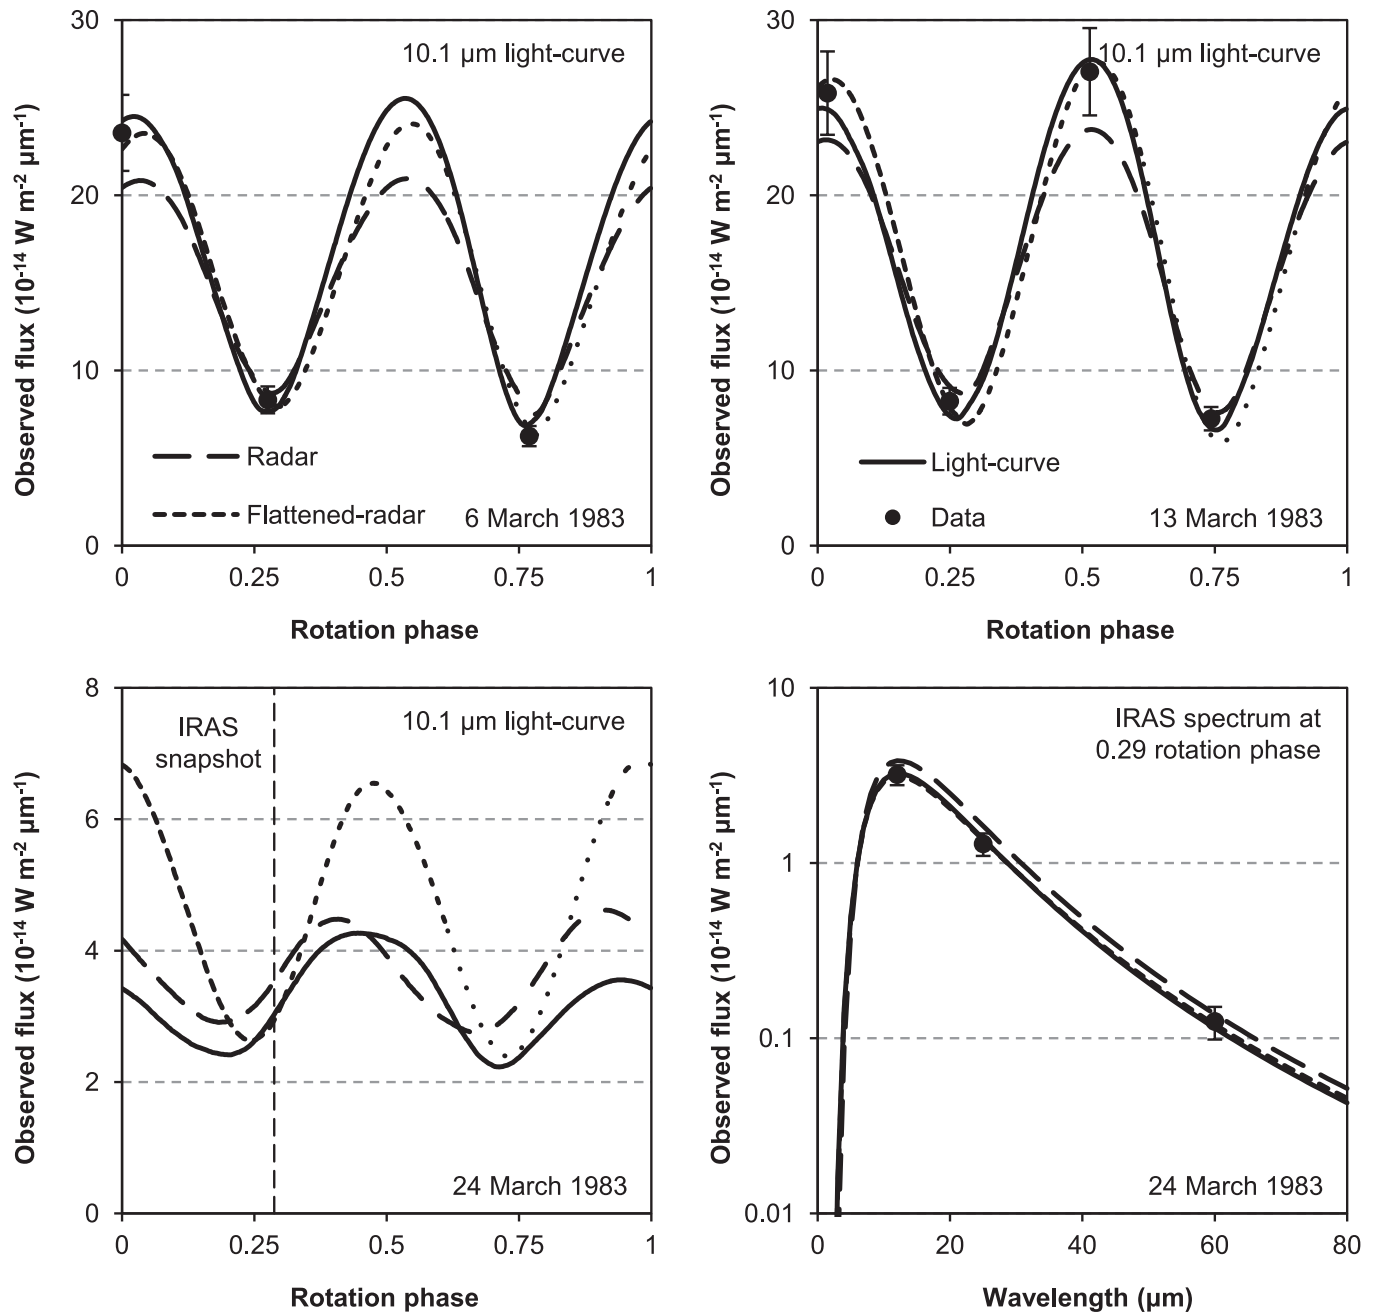 30
20
10
0
Observed flux (10⁻¹⁴ W m⁻² µm⁻¹)
10.1 µm light-curve
Radar
Flattened-radar
6 March 1983
0 0.25 0.5 0.75 1
Rotation phase
30
20
10
0
Observed flux (10⁻¹⁴ W m⁻² µm⁻¹)
10.1 µm light-curve
Light-curve
Data
13 March 1983
0 0.25 0.5 0.75 1
Rotation phase
8
6
4
2
0
Observed flux (10⁻¹⁴ W m⁻² µm⁻¹)
IRAS
snapshot
10.1 µm light-curve
24 March 1983
0 0.25 0.5 0.75 1
Rotation phase
10
1
0.1
0.01
Observed flux (10⁻¹⁴ W m⁻² µm⁻¹)
IRAS spectrum at
0.29 rotation phase
24 March 1983
0 20 40 60 80
Wavelength (µm)